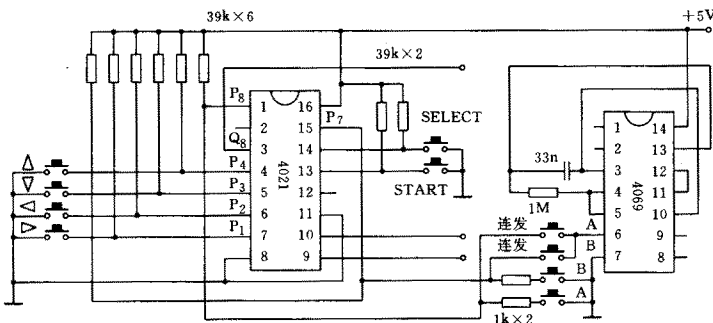 39k×6
+5V
39k×2
P8
P7
SELECT
Q8
P4
P3
P2
P1
START
1 16
2 15
3 14
4 13
5 12
6 11
7 10
8 9
4021
33n
1M
1 14
2 13
3 12
4 11
5 10
6 9
7 8
4069
连发 A
连发 B
B
A
1k×2